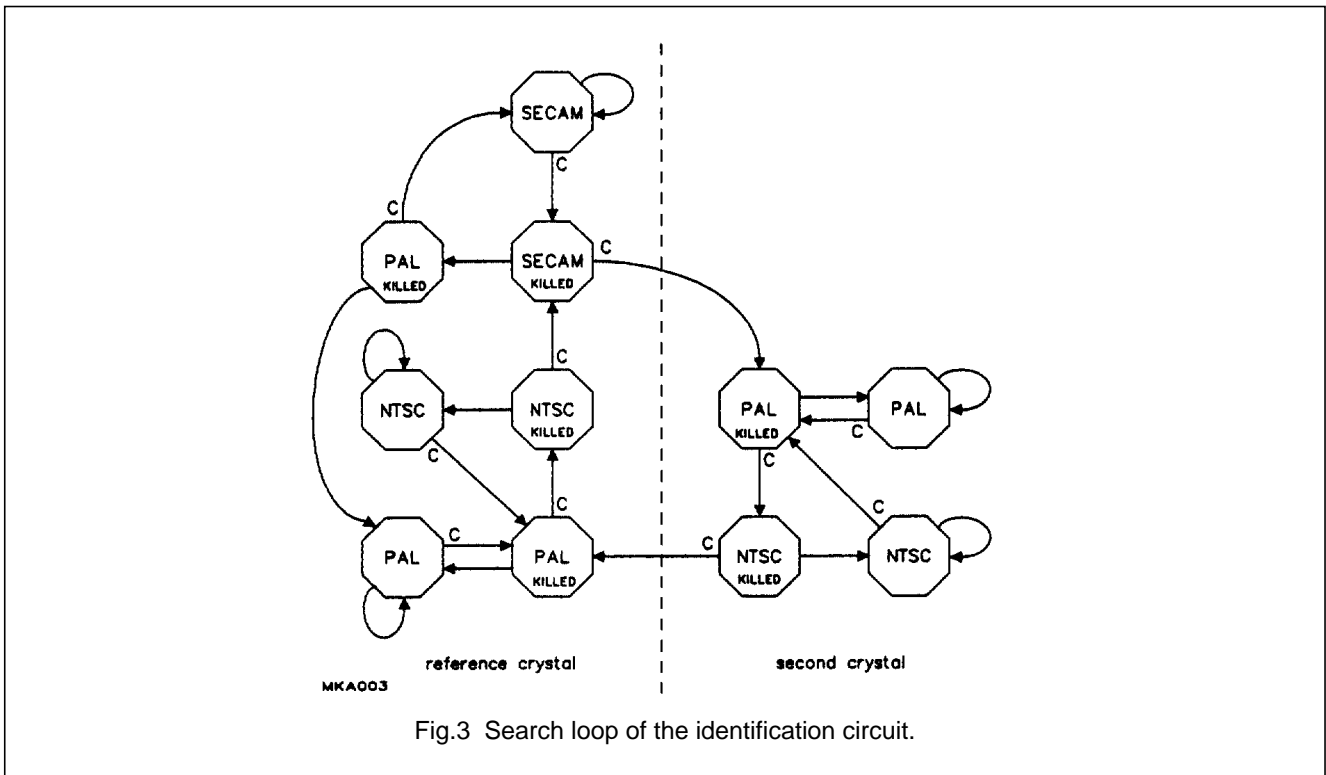 SECAM
C
C
C
PAL
KILLED
SECAM
KILLED
C
NTSC
NTSC
KILLED
C
PAL
KILLED
PAL
C
C
C
C
C
PAL
C
PAL
KILLED
C
NTSC
KILLED
NTSC
reference crystal
second crystal
MKA003
Fig.3 Search loop of the identification circuit.